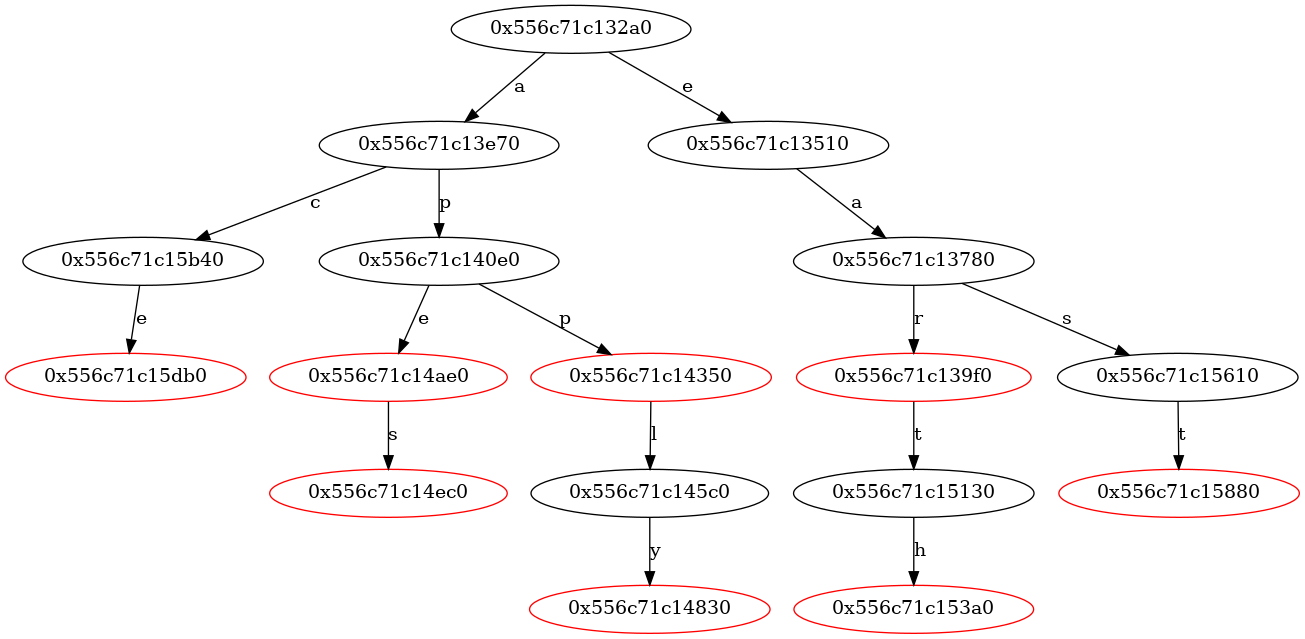 0x556c71c132a0
a e
0x556c71c13e70 0x556c71c13510
c p a
0x556c71c15b40 0x556c71c140e0 0x556c71c13780
e e p r s
0x556c71c15db0 0x556c71c14ae0 0x556c71c14350 0x556c71c139f0 0x556c71c15610
s l t t
0x556c71c14ec0 0x556c71c145c0 0x556c71c15130 0x556c71c15880
y h
0x556c71c14830 0x556c71c153a0